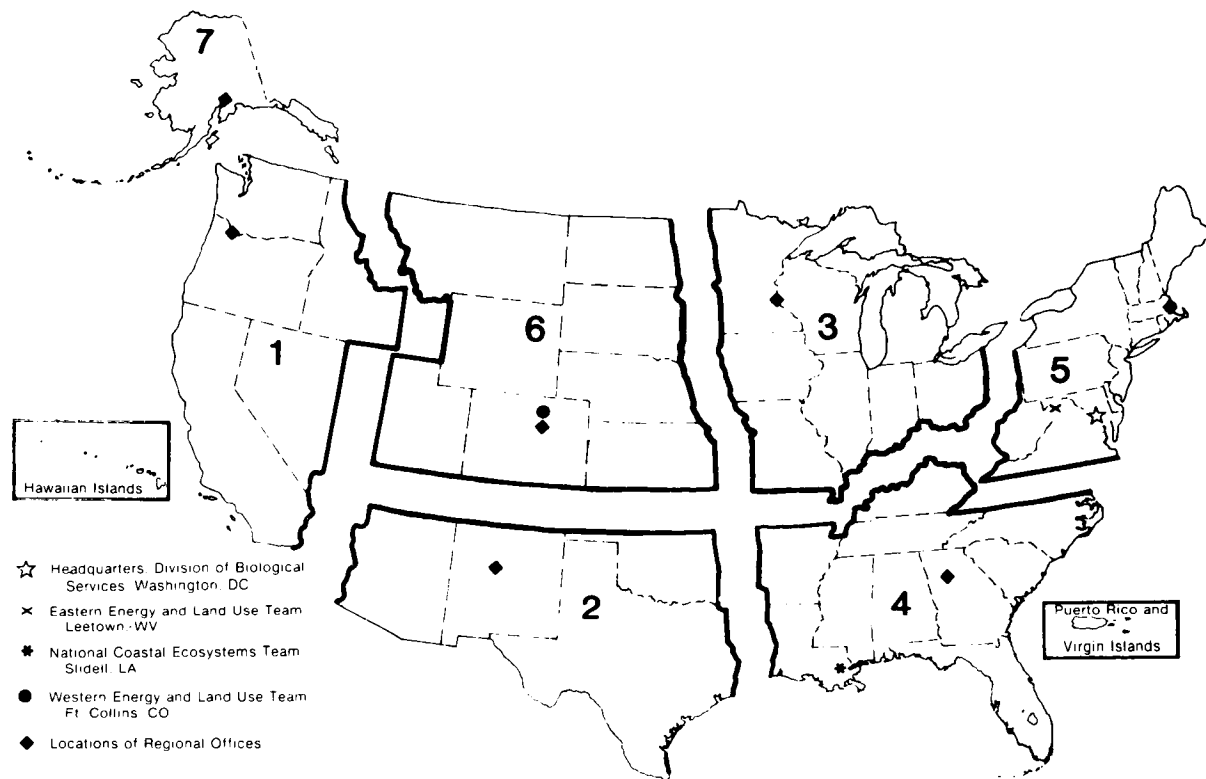 7
6
3
1
5
Hawaiian Islands
2
4
Puerto Rico and
Virgin Islands
Headquarters, Division of Biological
Services, Washington, DC
Eastern Energy and Land Use Team
Leetown, WV
National Coastal Ecosystems Team
Slidell, LA
Western Energy and Land Use Team
Ft. Collins, CO
Locations of Regional Offices